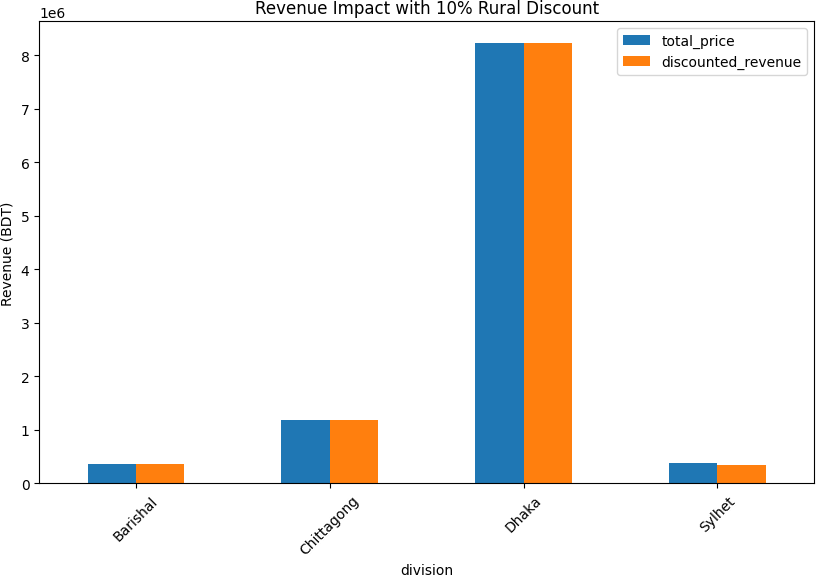 Revenue Impact with 10% Rural Discount
1e6
total_price
discounted_revenue
8
7
6
5
4
3
2
1
0
Revenue (BDT)
Barishal
Chittagong
Dhaka
Sylhet
division